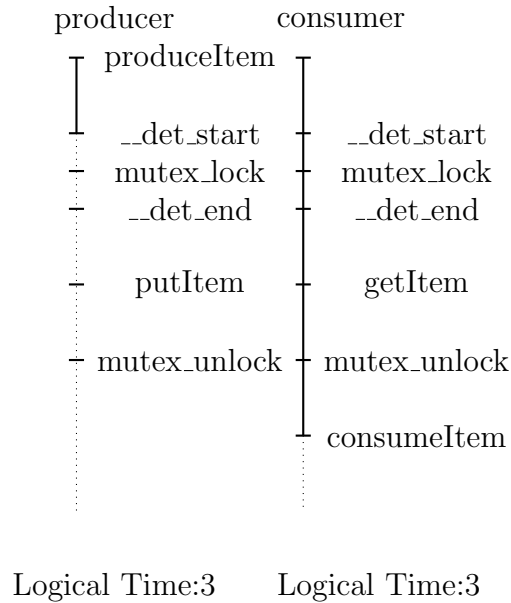 producer consumer
produceItem
__det_start __det_start
mutex_lock mutex_lock
__det_end __det_end
putItem getItem
mutex_unlock mutex_unlock
consumeItem
Logical Time:3 Logical Time:3